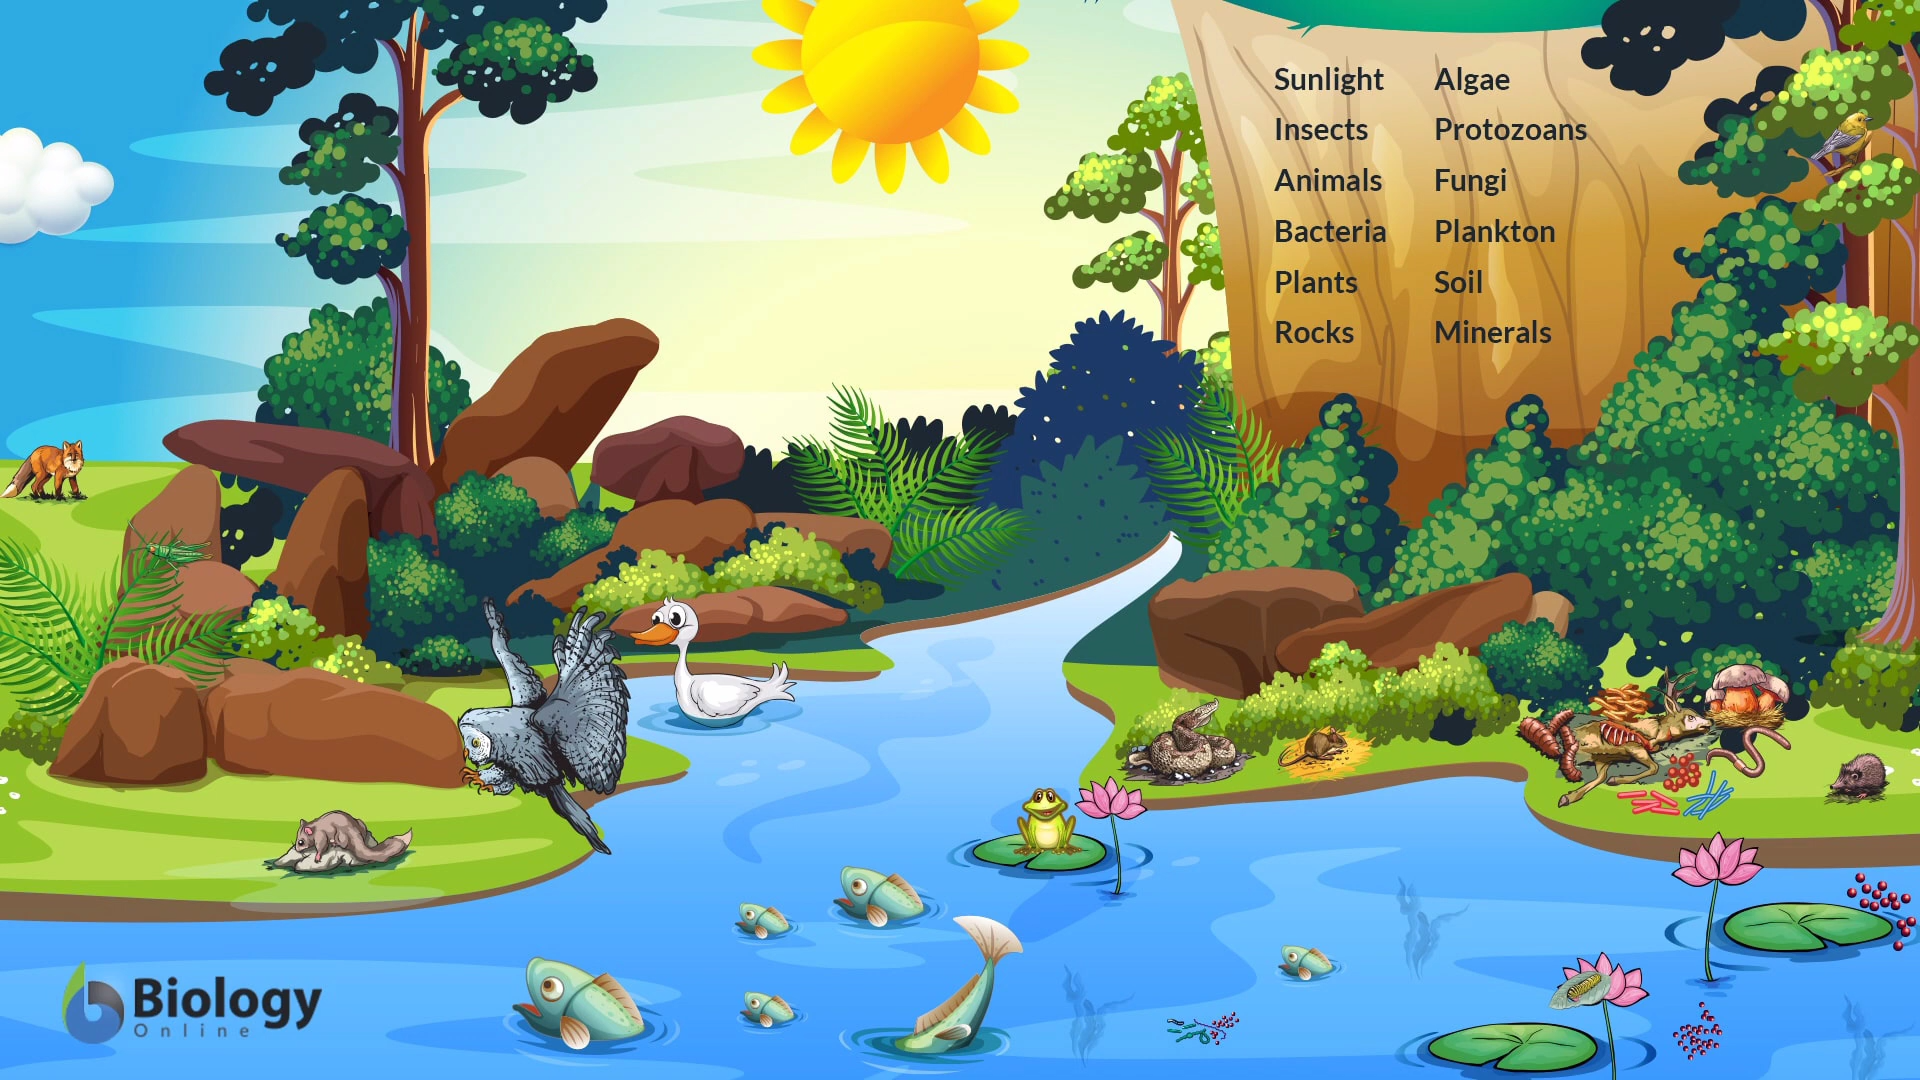 Sunlight
Insects
Animals
Bacteria
Plants
Rocks
Algae
Protozoans
Fungi
Plankton
Soil
Minerals
Biology
Online